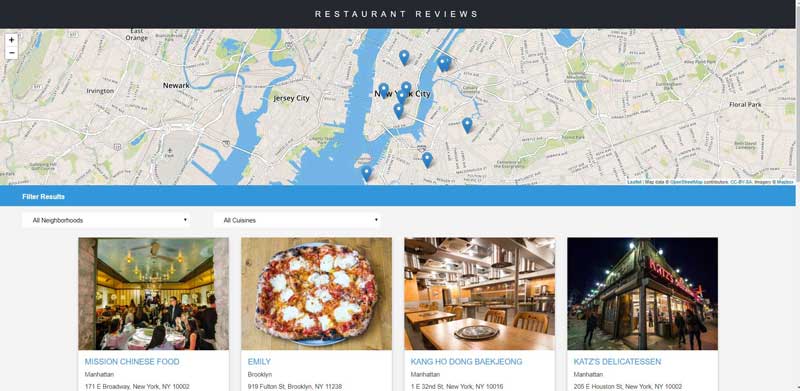 RESTAURANT REVIEWS
East
Orange
+
−
Newark
Irvington
Jersey City
New York City
Floral Park
Leaflet | Map data © OpenStreetMap contributors, CC-BY-SA, Imagery © Mapbox
Filter Results
All Neighborhoods
All Cuisines
KATZ'S
MISSION CHINESE FOOD
EMILY
KANG HO DONG BAEKJEONG
KATZ'S DELICATESSEN
Manhattan
Brooklyn
Manhattan
Manhattan
171 E Broadway, New York, NY 10002
919 Fulton St, Brooklyn, NY 11238
1 E 32nd St, New York, NY 10016
205 E Houston St, New York, NY 10002